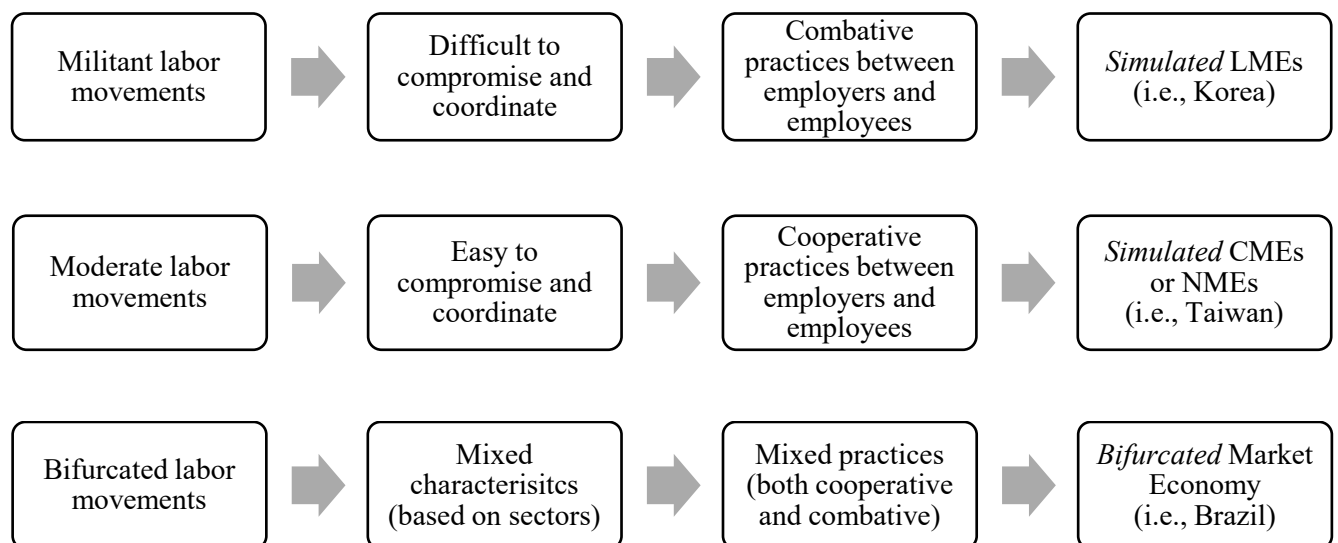 Militant labor
movements
Difficult to
compromise and
coordinate
Combative
practices between
employers and
employees
Simulated LMEs
(i.e., Korea)
Moderate labor
movements
Easy to
compromise and
coordinate
Cooperative
practices between
employers and
employees
Simulated CMEs
or NMEs
(i.e., Taiwan)
Bifurcated labor
movements
Mixed
characterisitcs
(based on sectors)
Mixed practices
(both cooperative
and combative)
Bifurcated Market
Economy
(i.e., Brazil)